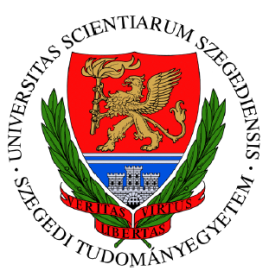 · UNIVERSITAS SCIENTIARUM SZEGEDIENSIS ·
SZEGEDI TUDOMÁNYEGYETEM
VERITAS VIRTUS
LIBERTAS